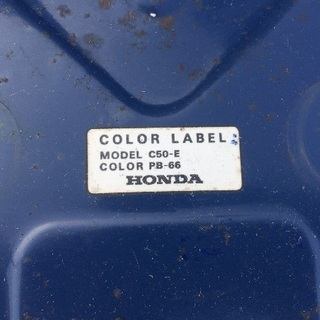 COLOR LABEL
MODEL C50-E
COLOR PB-66
HONDA